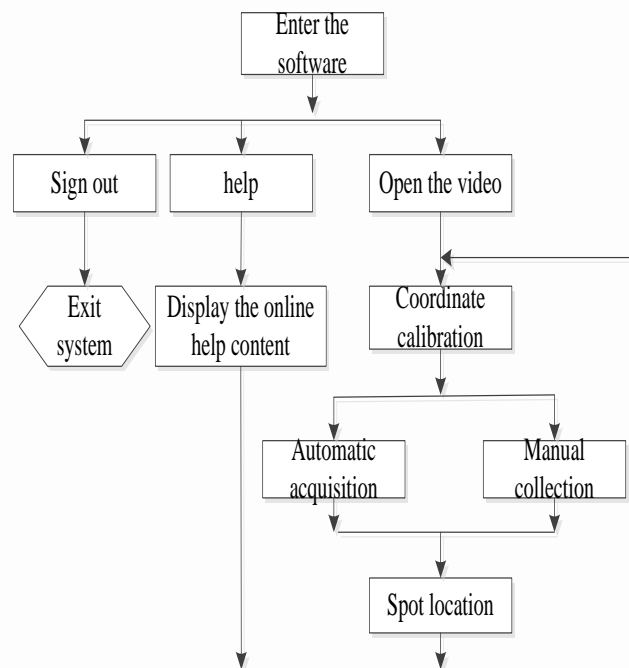 Enter the
software
Sign out
help
Open the video
Exit
system
Display the online
help content
Coordinate
calibration
Automatic
acquisition
Manual
collection
Spot location